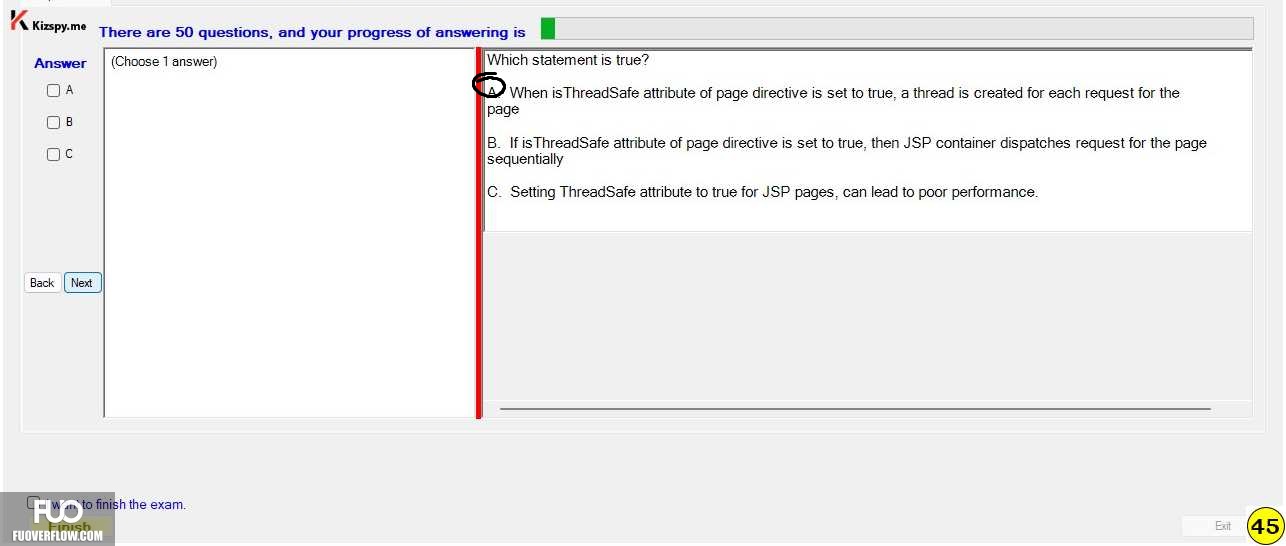 Kizspy.me
There are 50 questions, and your progress of answering is
Answer
A
B
C
Back
Next
(Choose 1 answer)
Which statement is true?
A. When isThreadSafe attribute of page directive is set to true, a thread is created for each request for the
page
B. If isThreadSafe attribute of page directive is set to true, then JSP container dispatches request for the page
sequentially
C. Setting ThreadSafe attribute to true for JSP pages, can lead to poor performance.
I want to finish the exam.
Finish
FUO
FUOVERFLOW.COM
Exit
45